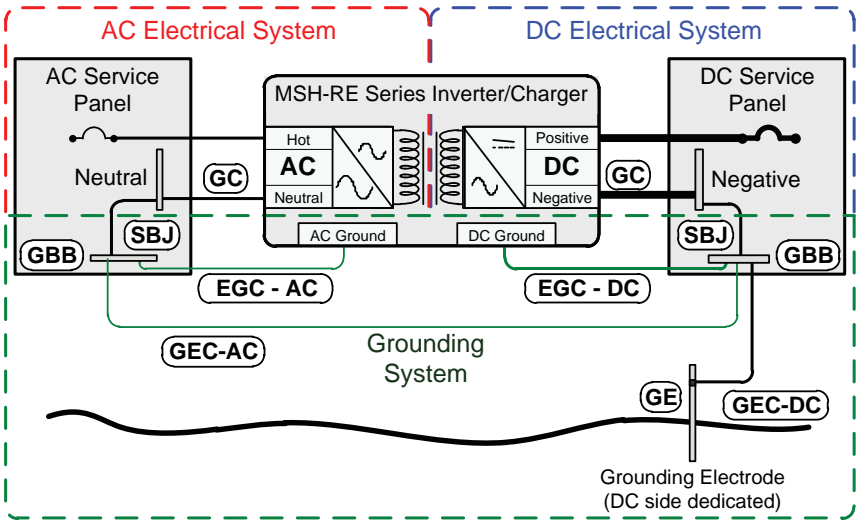 AC Electrical System
DC Electrical System
AC Service
Panel
MSH-RE Series Inverter/Charger
DC Service
Panel
Hot
AC
Neutral
Positive
DC
Negative
Neutral
GC
GC
Negative
SBJ
AC Ground
DC Ground
SBJ
GBB
GBB
EGC - AC
EGC - DC
GEC-AC
Grounding
System
GE
GEC-DC
Grounding Electrode
(DC side dedicated)